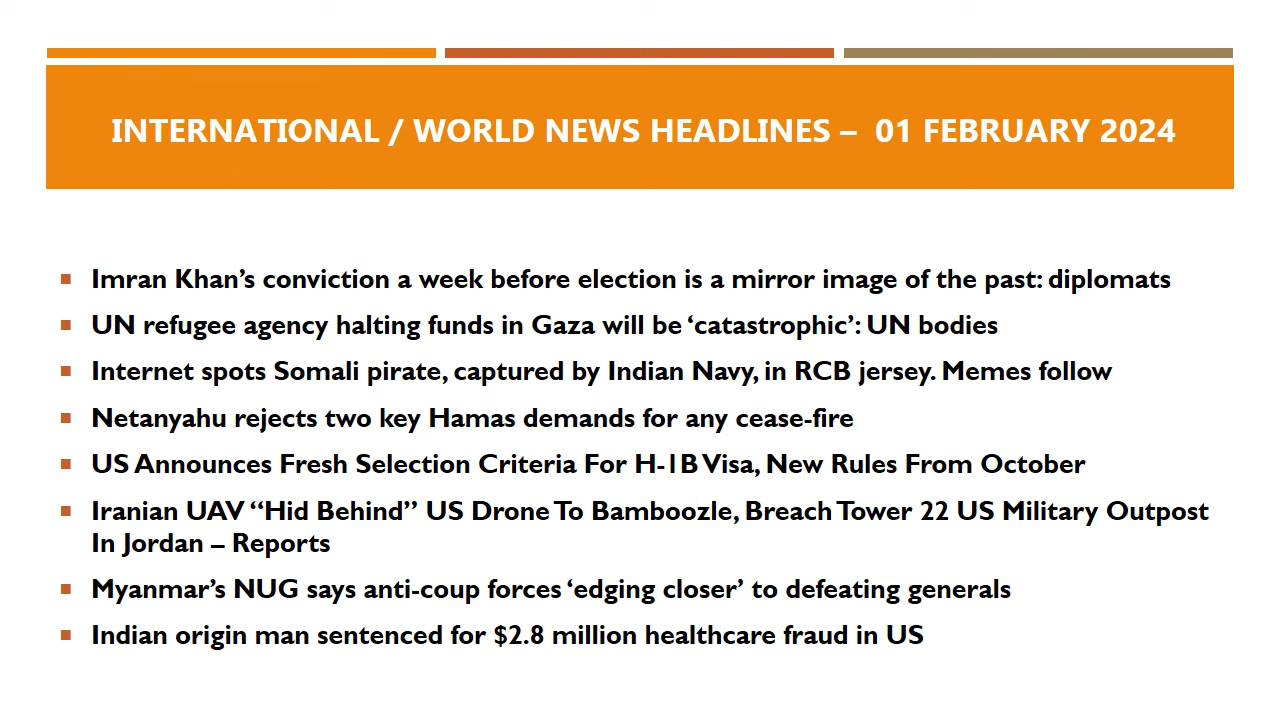 INTERNATIONAL / WORLD NEWS HEADLINES – 01 FEBRUARY 2024
Imran Khan’s conviction a week before election is a mirror image of the past: diplomats
UN refugee agency halting funds in Gaza will be ‘catastrophic’: UN bodies
Internet spots Somali pirate, captured by Indian Navy, in RCB jersey. Memes follow
Netanyahu rejects two key Hamas demands for any cease-fire
US Announces Fresh Selection Criteria For H-1B Visa, New Rules From October
Iranian UAV “Hid Behind” US Drone To Bamboozle, Breach Tower 22 US Military Outpost
In Jordan – Reports
Myanmar’s NUG says anti-coup forces ‘edging closer’ to defeating generals
Indian origin man sentenced for $2.8 million healthcare fraud in US